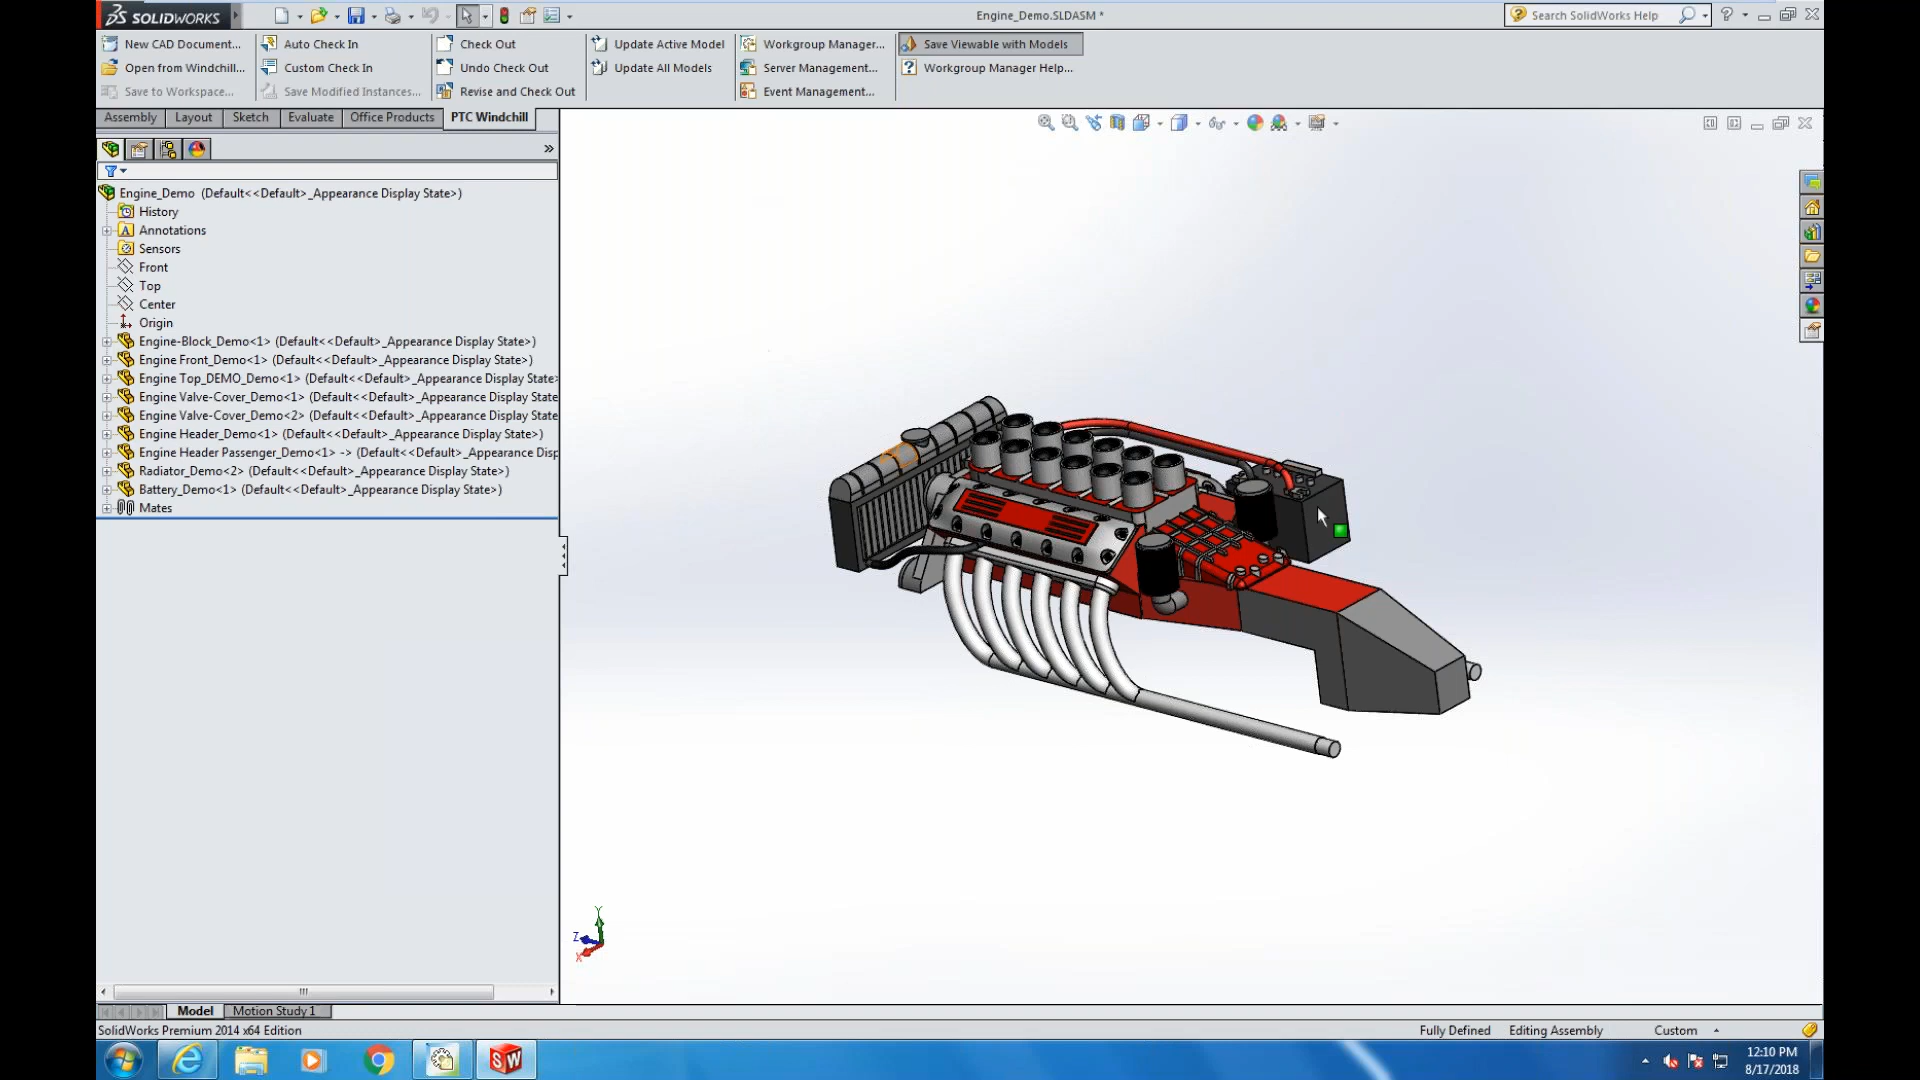 SOLIDWORKS
Engine_Demo.SLDASM *
Search SolidWorks Help
New CAD Document...
Auto Check In
Check Out
Update Active Model
Workgroup Manager...
Save Viewable with Models
Open from Windchill...
Custom Check In
Undo Check Out
Update All Models
Server Management...
Workgroup Manager Help...
Save to Workspace...
Save Modified Instances...
Revise and Check Out
Event Management...
Assembly
Layout
Sketch
Evaluate
Office Products
PTC Windchill
Engine_Demo (Default<<Default>_Appearance Display State>)
History
Annotations
Sensors
Front
Top
Center
Origin
Engine-Block_Demo<1> (Default<<Default>_Appearance Display State>)
Engine Front_Demo<1> (Default<<Default>_Appearance Display State>)
Engine Top_DEMO_Demo<1> (Default<<Default>_Appearance Display State>
Engine Valve-Cover_Demo<1> (Default<<Default>_Appearance Display State
Engine Valve-Cover_Demo<2> (Default<<Default>_Appearance Display State
Engine Header_Demo<1> (Default<<Default>_Appearance Display State>)
Engine Header Passenger_Demo<1> -> (Default<<Default>_Appearance Disp
Radiator_Demo<2> (Default<<Default>_Appearance Display State>)
Battery_Demo<1> (Default<<Default>_Appearance Display State>)
Mates
Y
Z
X
Model
Motion Study 1
SolidWorks Premium 2014 x64 Edition
Fully Defined
Editing Assembly
Custom
SW
12:10 PM
8/17/2018